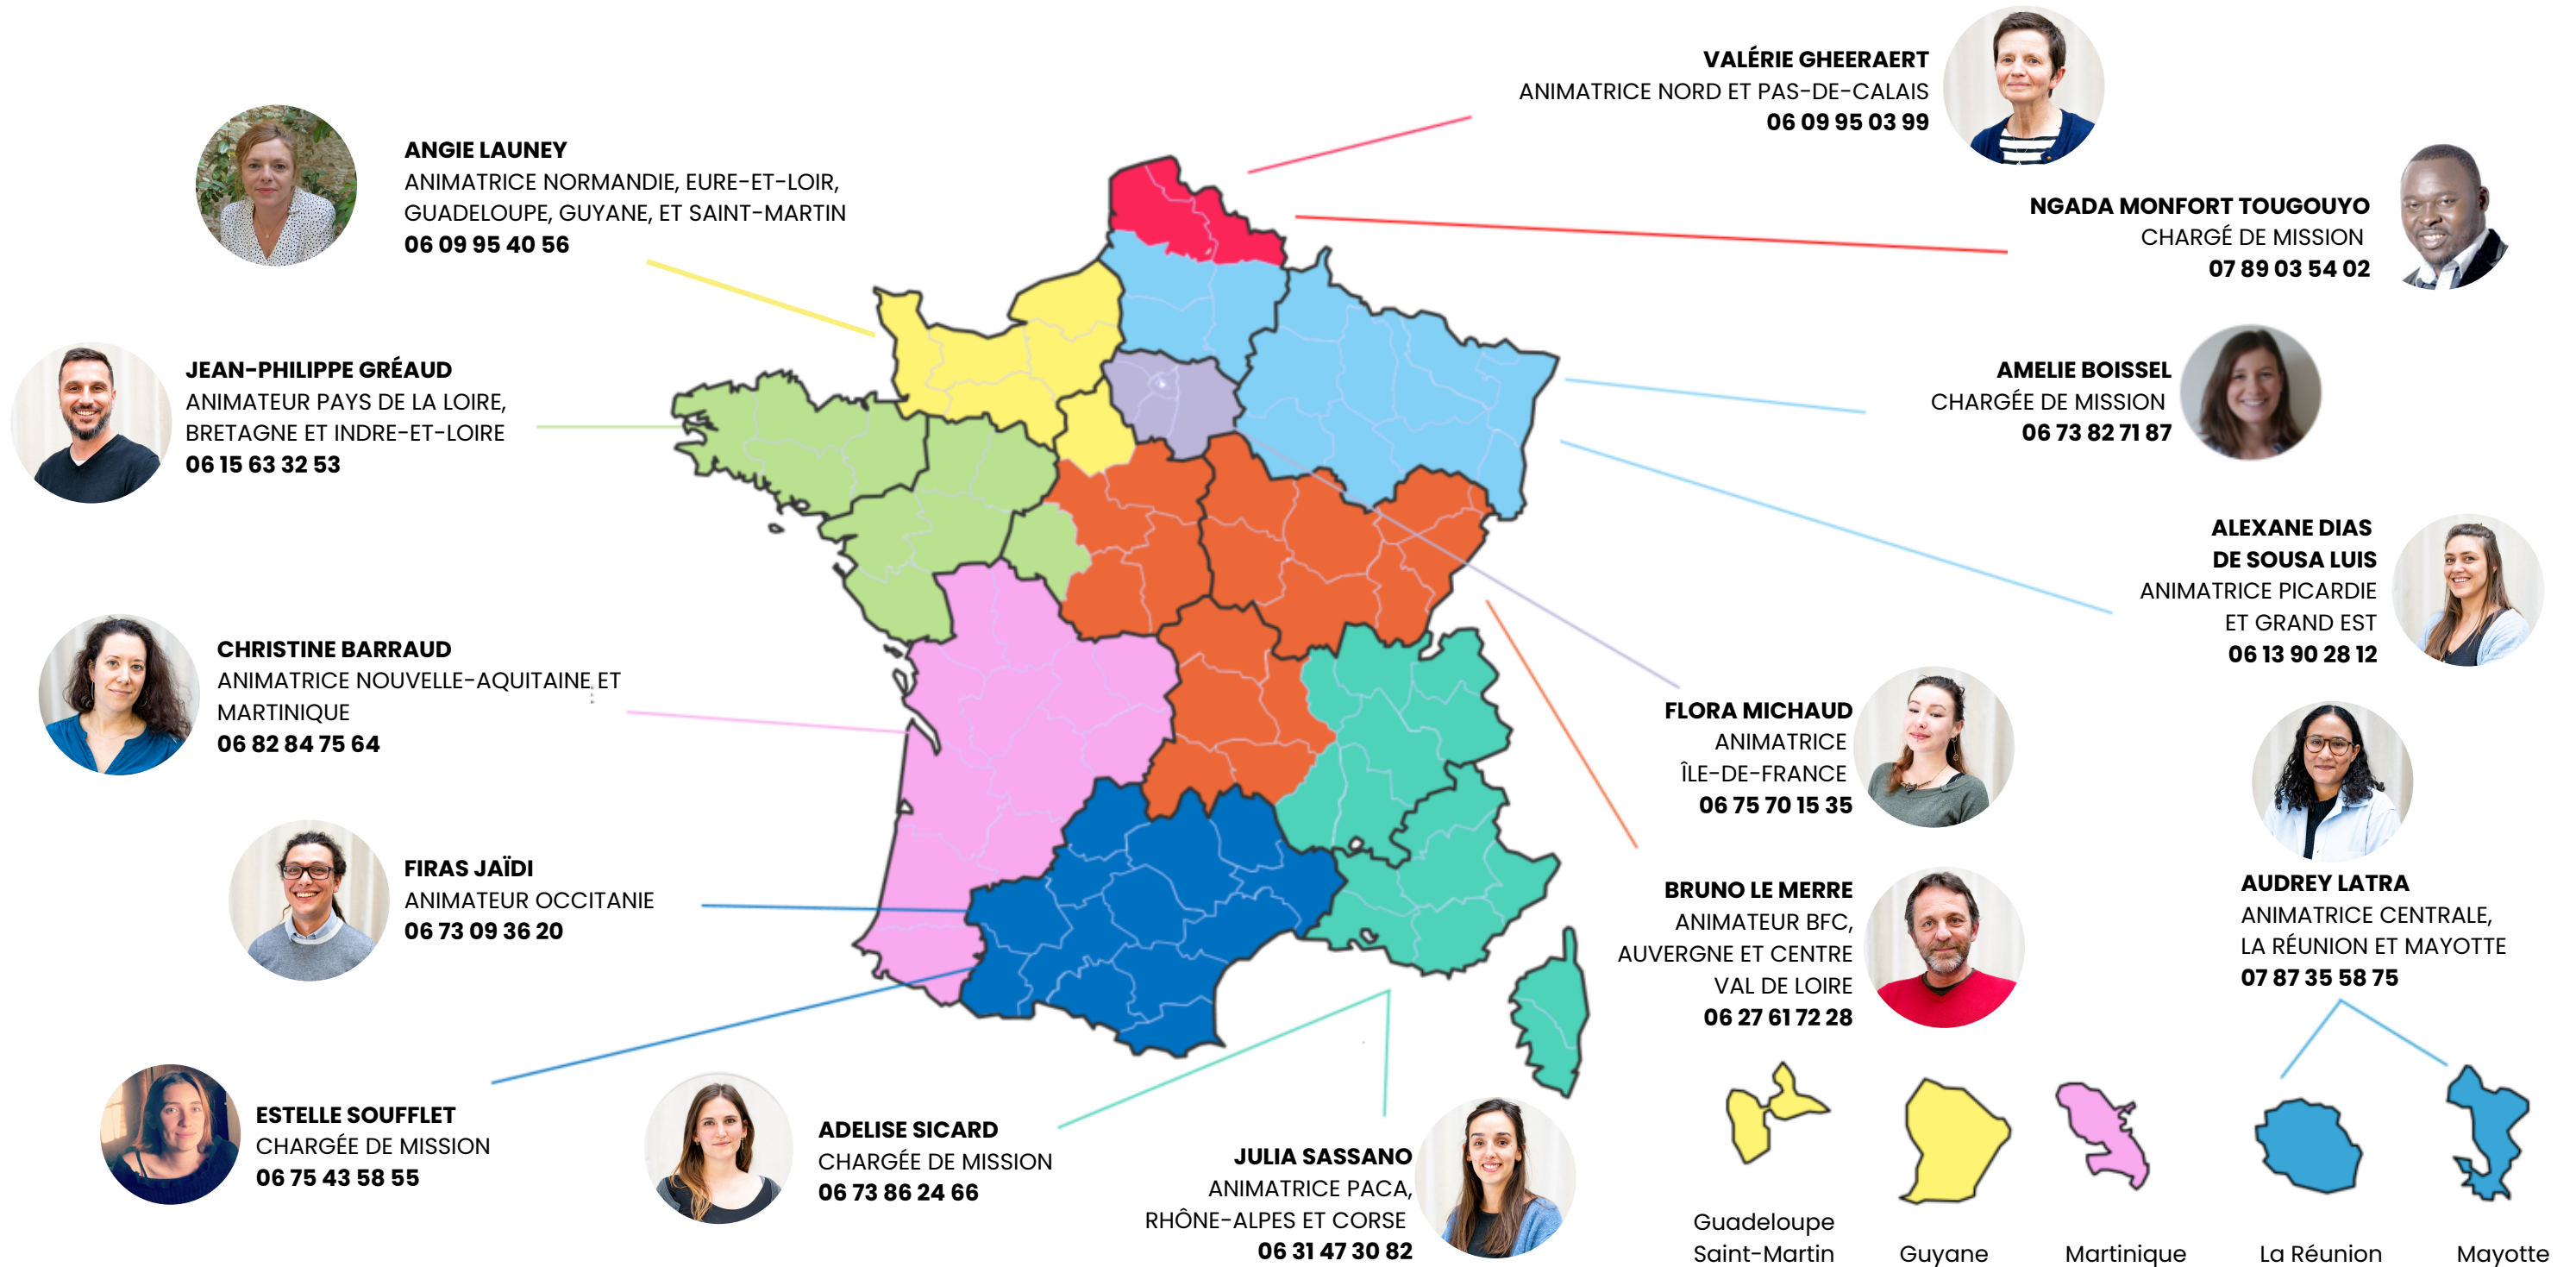 VALÉRIE GHEERAERT
ANIMATRICE NORD ET PAS-DE-CALAIS
06 09 95 03 99
ANGIE LAUNEY
ANIMATRICE NORMANDIE, EURE-ET-LOIR,
GUADELOUPE, GUYANE, ET SAINT-MARTIN
06 09 95 40 56
NGADA MONFORT TOUGOUYO
CHARGÉ DE MISSION
07 89 03 54 02
JEAN-PHILIPPE GRÉAUD
ANIMATEUR PAYS DE LA LOIRE,
BRETAGNE ET INDRE-ET-LOIRE
06 15 63 32 53
AMELIE BOISSEL
CHARGÉE DE MISSION
06 73 82 71 87
ALEXANE DIAS
DE SOUSA LUIS
ANIMATRICE PICARDIE
ET GRAND EST
06 13 90 28 12
CHRISTINE BARRAUD
ANIMATRICE NOUVELLE-AQUITAINE ET
MARTINIQUE
06 82 84 75 64
FLORA MICHAUD
ANIMATRICE
ÎLE-DE-FRANCE
06 75 70 15 35
FIRAS JAÏDI
ANIMATEUR OCCITANIE
06 73 09 36 20
BRUNO LE MERRE
ANIMATEUR BFC,
AUVERGNE ET CENTRE
VAL DE LOIRE
06 27 61 72 28
AUDREY LATRA
ANIMATRICE CENTRALE,
LA RÉUNION ET MAYOTTE
07 87 35 58 75
ESTELLE SOUFFLET
CHARGÉE DE MISSION
06 75 43 58 55
ADELISE SICARD
CHARGÉE DE MISSION
06 73 86 24 66
JULIA SASSANO
ANIMATRICE PACA,
RHÔNE-ALPES ET CORSE
06 31 47 30 82
Guadeloupe
Saint-Martin
Guyane
Martinique
La Réunion
Mayotte